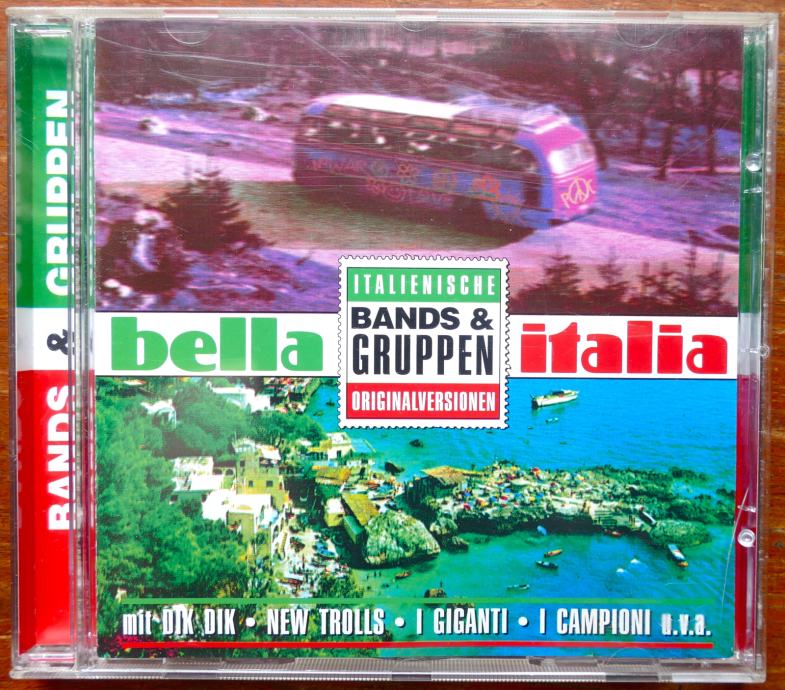 BANDS & GRUPPEN
bella
ITALIENISCHE
BANDS &
GRUPPEN
ORIGINALVERSIONEN
italia
mit DIK DIK • NEW TROLLS • I GIGANTI • I CAMPIONI u.v.a.